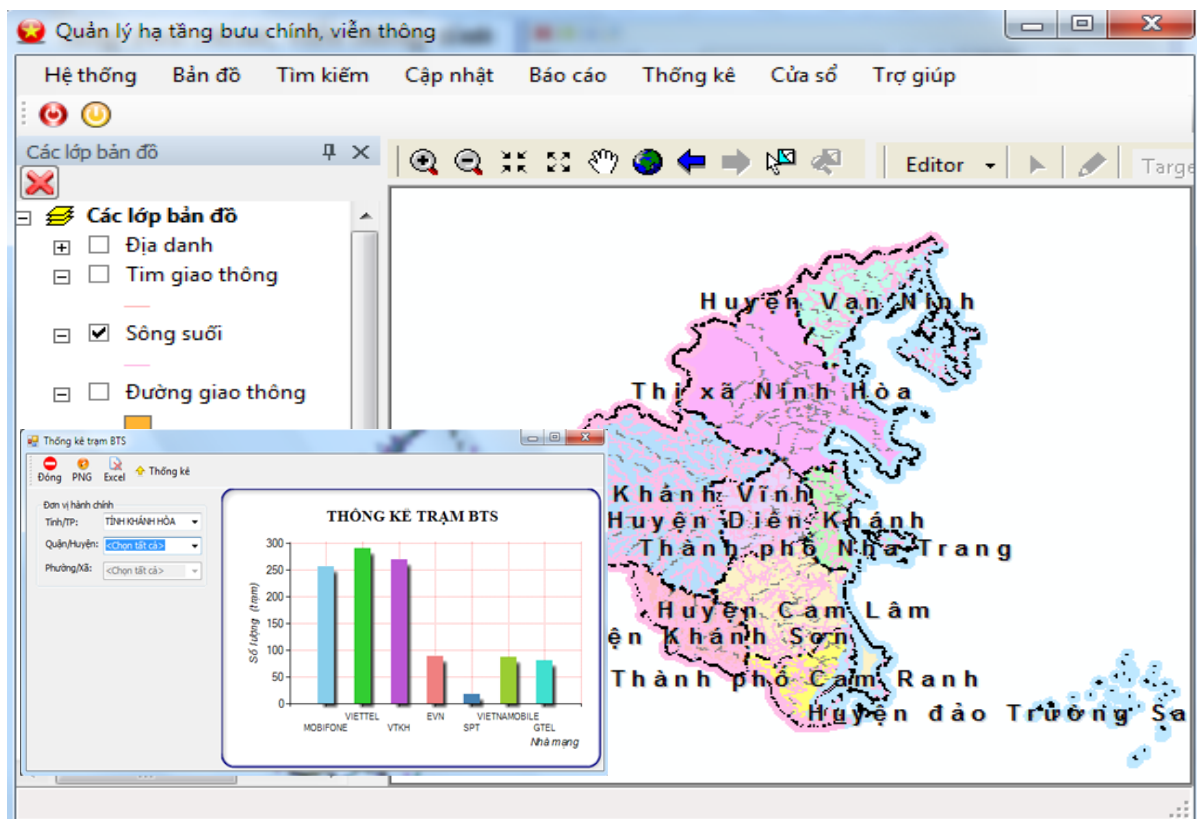 Quản lý hạ tầng bưu chính, viễn thông
Hệ thống Bản đồ Tìm kiếm Cập nhật Báo cáo Thống kê Cửa sổ Trợ giúp
Các lớp bản đồ
Editor
Targe
Các lớp bản đồ
Địa danh
Tim giao thông
Sông suối
Đường giao thông
Huyện Vạn Ninh
Thị xã Ninh Hòa
Khánh Vĩnh
Huyện Diên Khánh
Thành phố Nha Trang
Huyện Cam Lâm
ện Khánh Sơn
Thành phố Cam Ranh
Huyện đảo Trường Sa
Thống kê trạm BTS
Đóng PNG Excel Thống kê
Đơn vị hành chính
Tỉnh/TP: TỈNH KHÁNH HÒA
Quận/Huyện: <Chọn tất cả>
Phường/Xã: <Chọn tất cả>
THỐNG KÊ TRẠM BTS
Số lượng (trạm)
300
250
200
150
100
50
0
VIETTEL EVN VIETNAMOBILE
MOBIFONE VTKH SPT GTEL
Nhà mạng